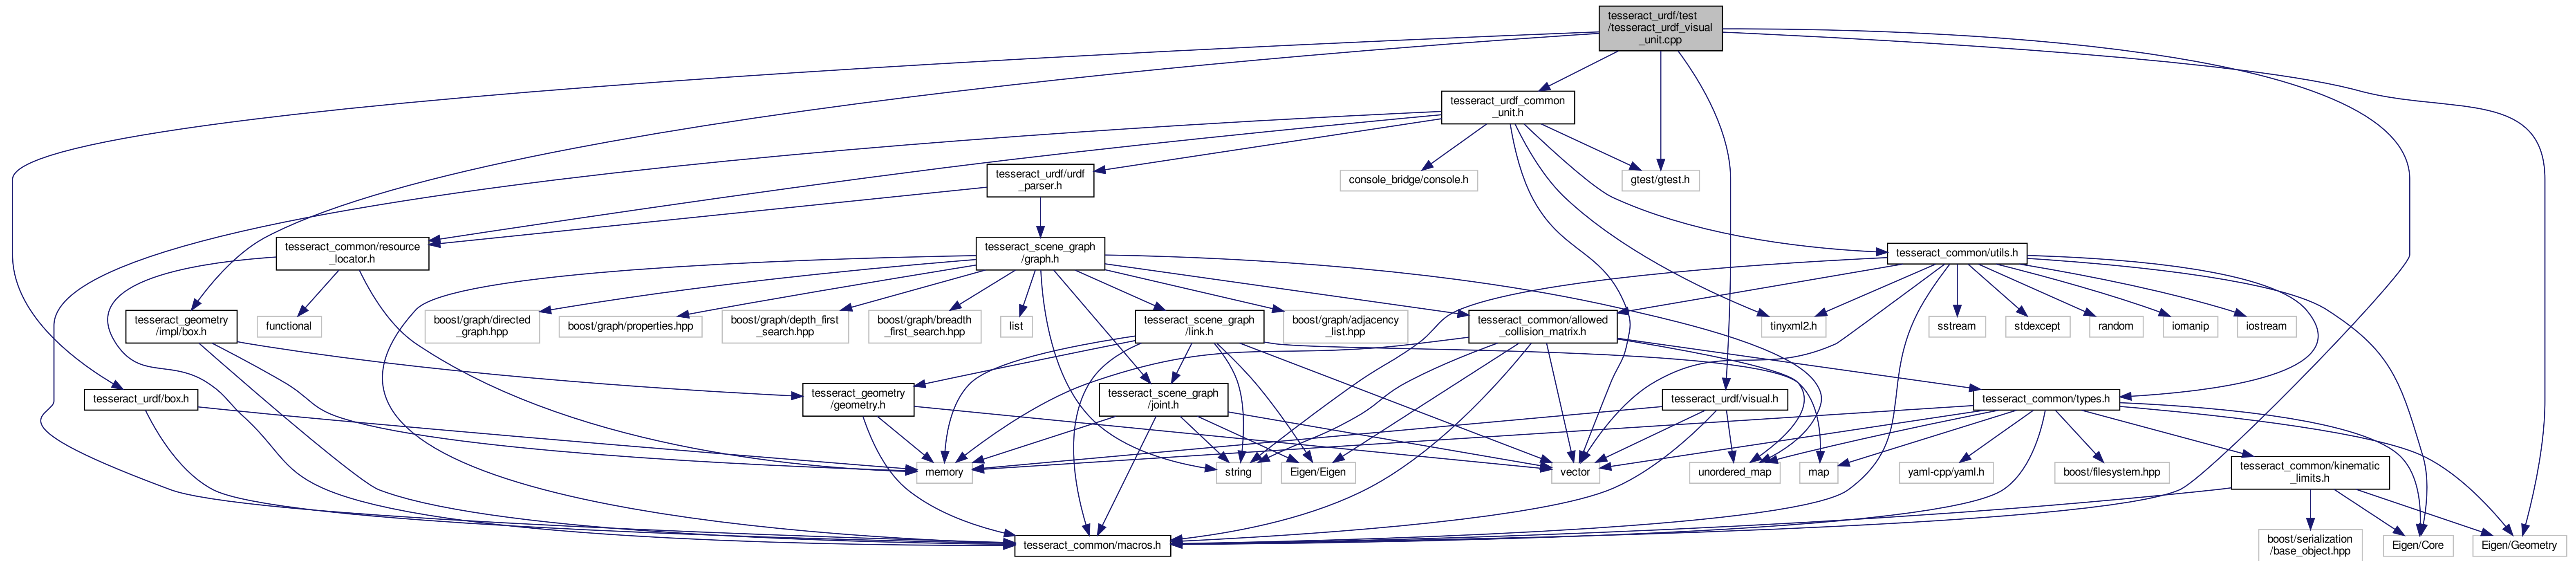 tesseract_urdf/test
/tesseract_urdf_visual
_unit.cpp
tesseract_urdf_common
_unit.h
tesseract_urdf/urdf
_parser.h
console_bridge/console.h
gtest/gtest.h
tesseract_common/resource
_locator.h
tesseract_scene_graph
/graph.h
tesseract_common/utils.h
tesseract_geometry
/impl/box.h
functional
boost/graph/directed
_graph.hpp
boost/graph/properties.hpp
boost/graph/depth_first
_search.hpp
boost/graph/breadth
_first_search.hpp
list
tesseract_scene_graph
/link.h
boost/graph/adjacency
_list.hpp
tesseract_common/allowed
_collision_matrix.h
tinyxml2.h
sstream
stdexcept
random
iomanip
iostream
tesseract_urdf/box.h
tesseract_geometry
/geometry.h
tesseract_scene_graph
/joint.h
tesseract_urdf/visual.h
tesseract_common/types.h
memory
string
Eigen/Eigen
vector
unordered_map
map
yaml-cpp/yaml.h
boost/filesystem.hpp
tesseract_common/kinematic
_limits.h
tesseract_common/macros.h
boost/serialization
/base_object.hpp
Eigen/Core
Eigen/Geometry